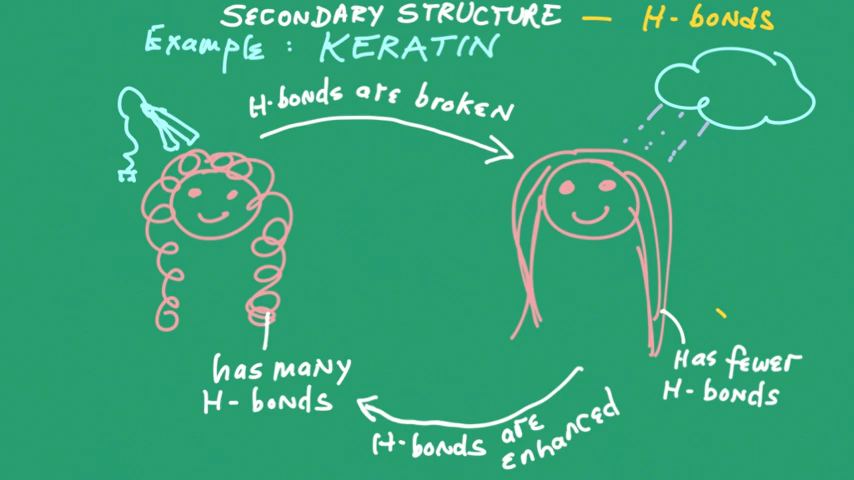 SECONDARY STRUCTURE — H-bonds
Example : KERATIN
H-bonds are broken
has many
H-bonds
Has fewer
H-bonds
H-bonds are
enhanced